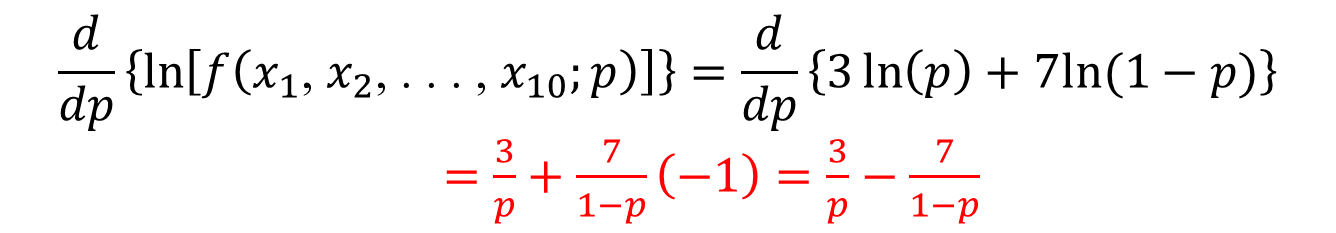 d/dp {ln[f(x₁, x₂, . . . , x₁₀; p)]} = d/dp {3 ln(p) + 7ln(1 − p)}
= 3/p + 7/(1−p) (−1) = 3/p − 7/(1−p)